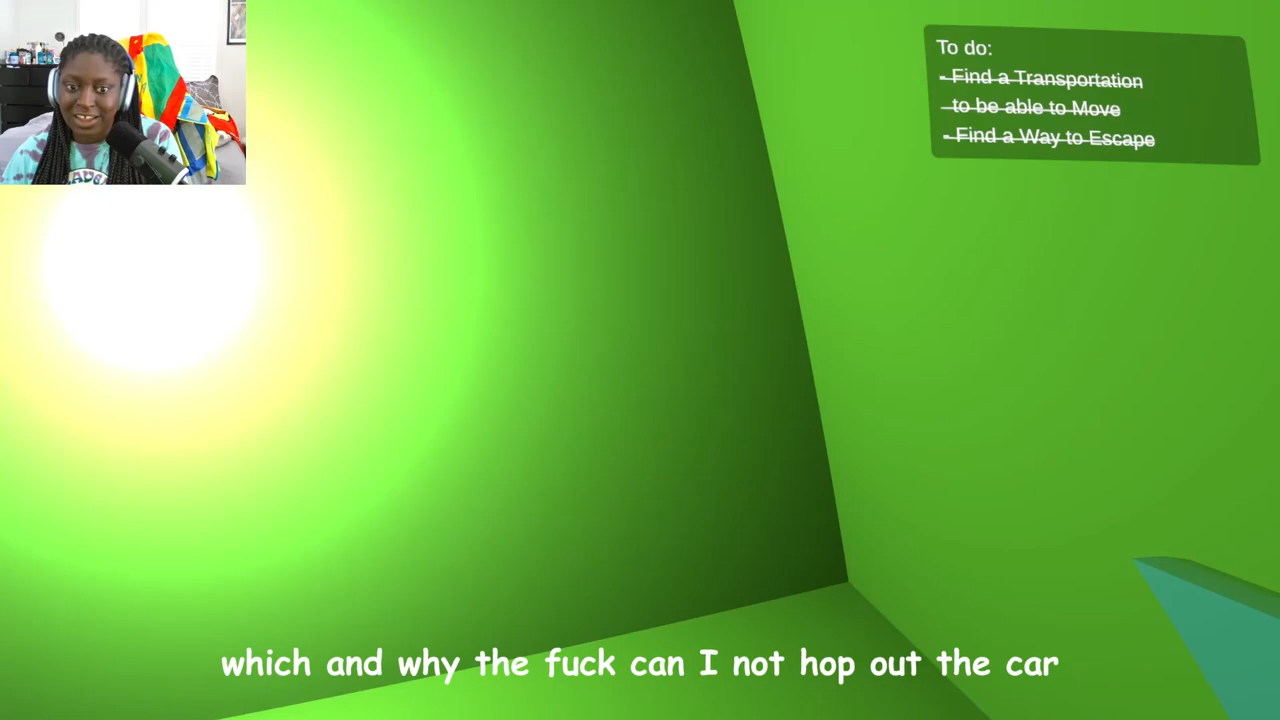 To do:
- Find a Transportation
to be able to Move
- Find a Way to Escape
which and why the fuck can I not hop out the car